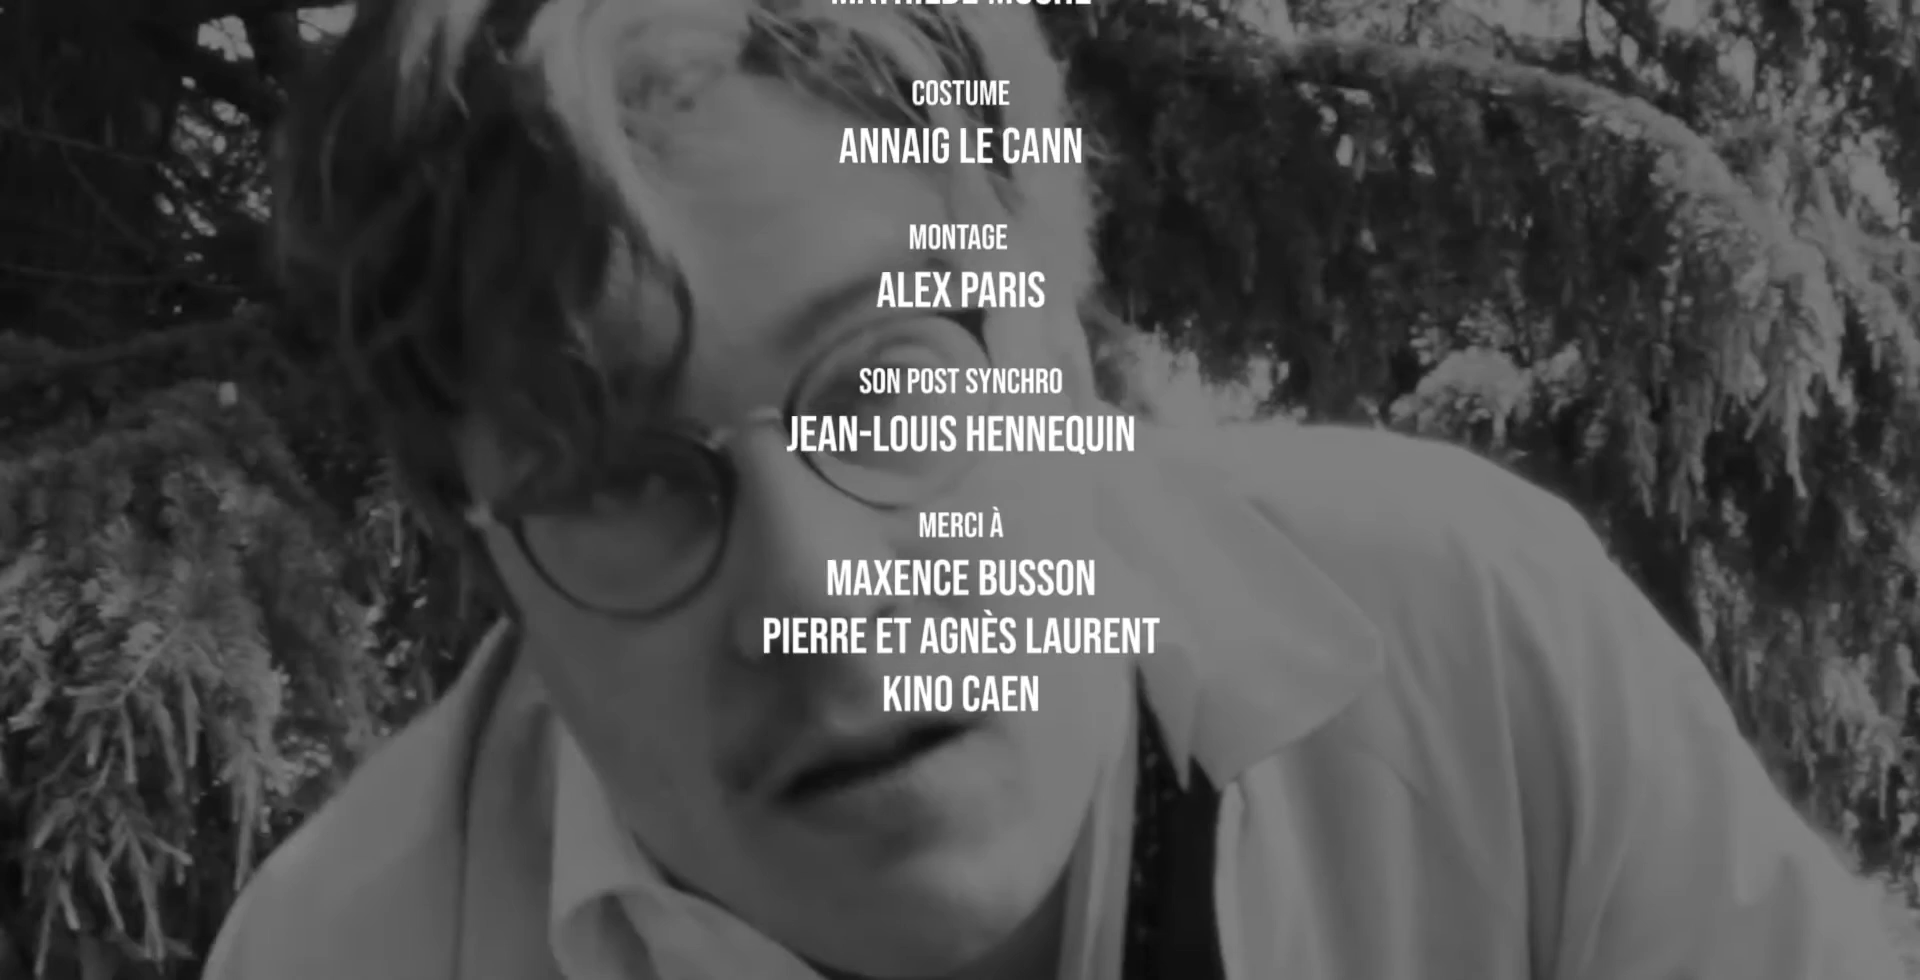 COSTUME
ANNAIG LE CANN
MONTAGE
ALEX PARIS
SON POST SYNCHRO
JEAN-LOUIS HENNEQUIN
MERCI À
MAXENCE BUSSON
PIERRE ET AGNÈS LAURENT
KINO CAEN